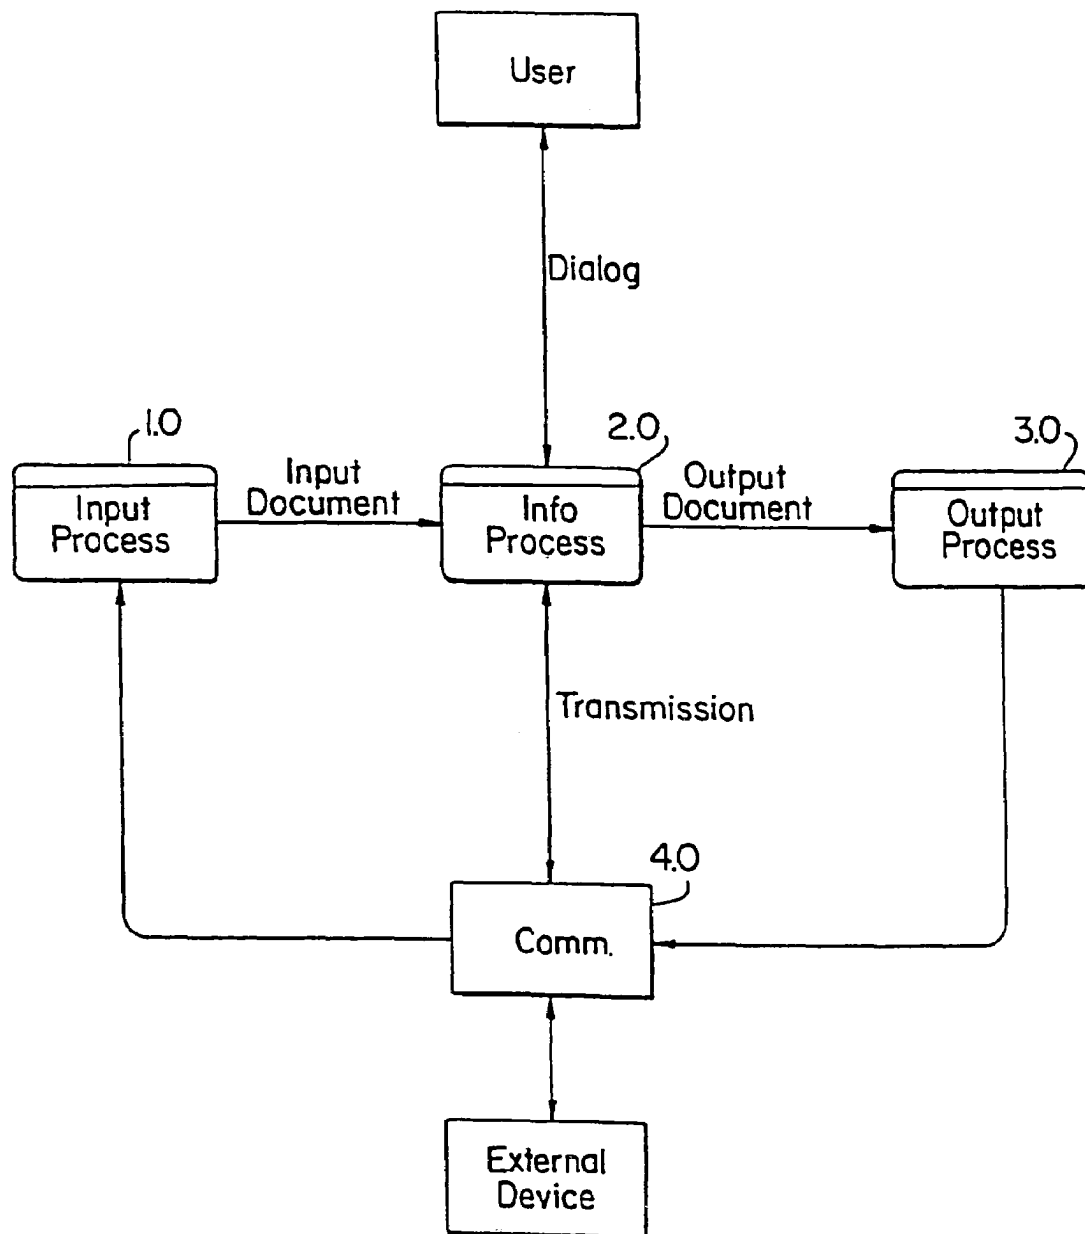 User
Dialog
1.0
2.0
3.0
Input
Document
Output
Document
Input
Process
Info
Process
Output
Process
Transmission
4.0
Comm.
External
Device